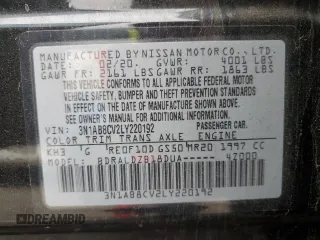 MANUFACTURED BY NISSAN MOTOR CO., LTD.
DATE: 02/20. GVWR: 4001 LBS
GAWR FR: 2161 LBS GAWR RR: 1863 LBS
THIS VEHICLE CONFORMS TO ALL APPLICABLE FEDERAL MOTOR VEHICLE
SAFETY, BUMPER AND THEFT PREVENTION STANDARDS IN
EFFECT ON THE DATE OF MANUFACTURE SHOWN ABOVE.
SEE OWNER'S MANUAL FOR ADDITIONAL INFORMATION
VIN: 3N1AB8CV2LY220192 PASSENGER CAR.
COLOR TRIM TRANS AXLE ENGINE
KH3 G RE0F10D GS50 MR20 1997 CC
MODEL: BDRALDZB1BDUA----- 4Z000
3N1AB8CV2LY220192